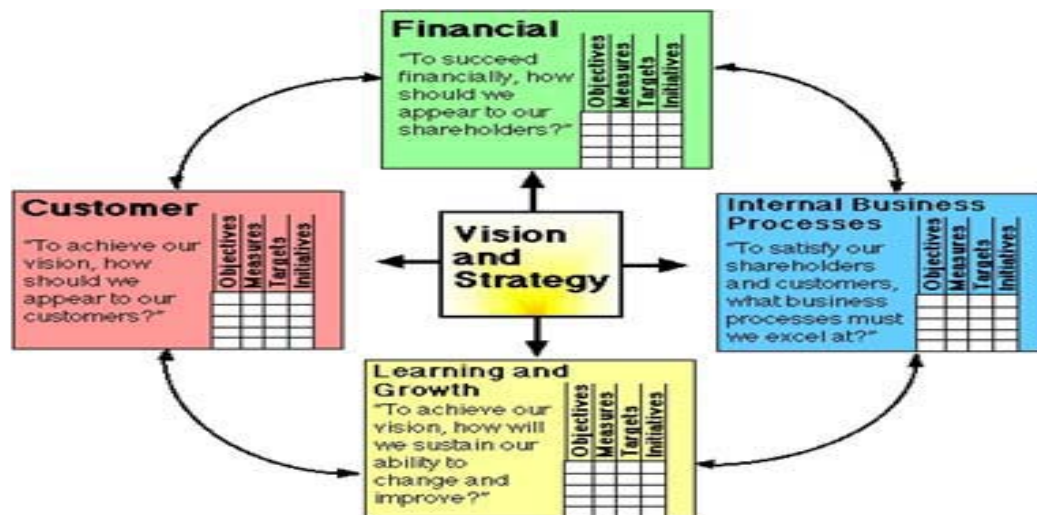 Financial
"To succeed
financially, how
should we
appear to our
shareholders?"
Objectives
Measures
Targets
Initiatives
Customer
"To achieve our
vision, how
should we
appear to our
customers?"
Objectives
Measures
Targets
Initiatives
Vision
and
Strategy
Internal Business
Processes
"To satisfy our
shareholders
and customers,
what business
processes must
we excel at?"
Objectives
Measures
Targets
Initiatives
Learning and
Growth
"To achieve our
vision, how will
we sustain our
ability to
change and
improve?"
Objectives
Measures
Targets
Initiatives